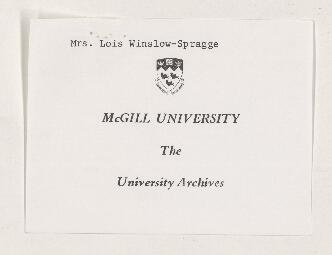 Mrs. Lois Winslow-Spragge
McGILL UNIVERSITY
The
University Archives